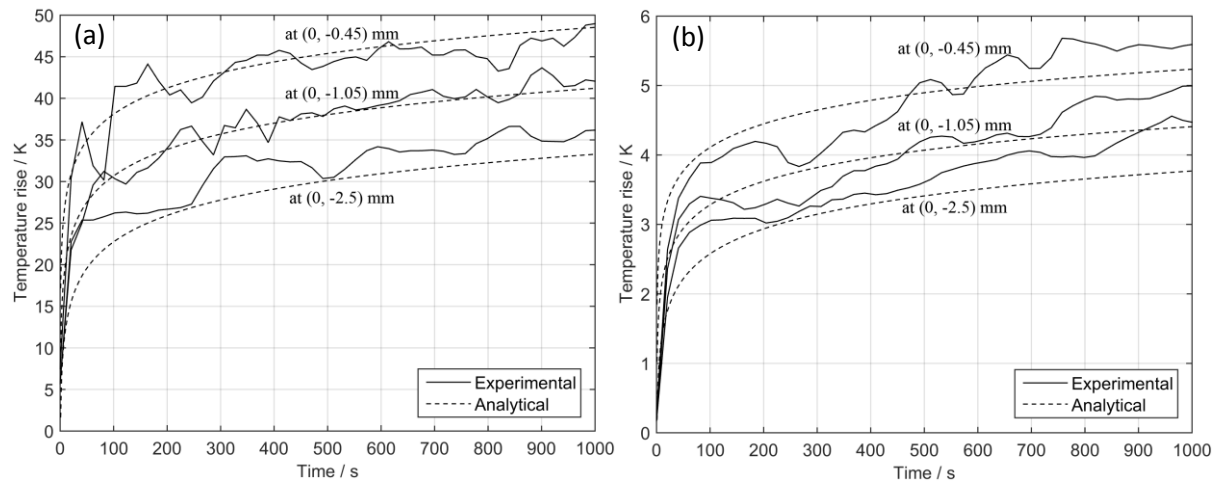 (a)
50
45
40
35
30
25
20
15
10
5
0
Temperature rise / K
at (0, -0.45) mm
at (0, -1.05) mm
at (0, -2.5) mm
Experimental
Analytical
0 100 200 300 400 500 600 700 800 900 1000
Time / s
(b)
6
5
4
3
2
1
0
Temperature rise / K
at (0, -0.45) mm
at (0, -1.05) mm
at (0, -2.5) mm
Experimental
Analytical
0 100 200 300 400 500 600 700 800 900 1000
Time / s